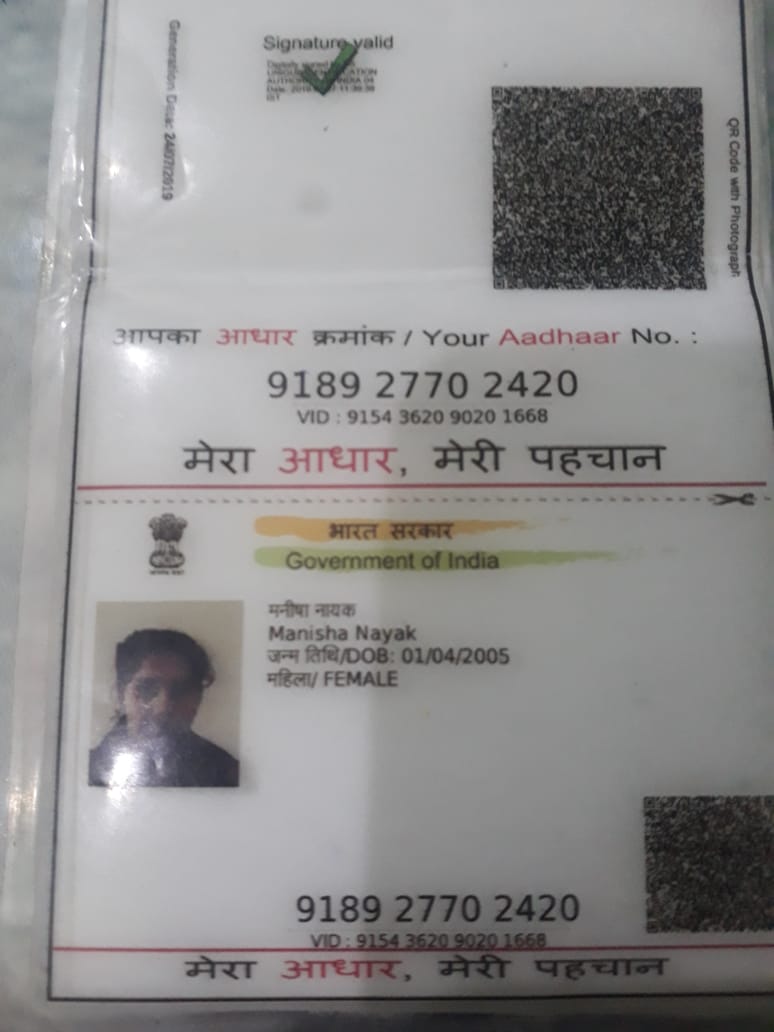 Signature valid
Generation Date: 24/07/2019
QR Code with Photograph
आपका आधार क्रमांक / Your Aadhaar No. :
9189 2770 2420
VID : 9154 3620 9020 1668
मेरा आधार, मेरी पहचान
भारत सरकार
Government of India
मनीषा नायक
Manisha Nayak
जन्म तिथि/DOB: 01/04/2005
महिला/ FEMALE
9189 2770 2420
VID : 9154 3620 9020 1668
मेरा आधार, मेरी पहचान